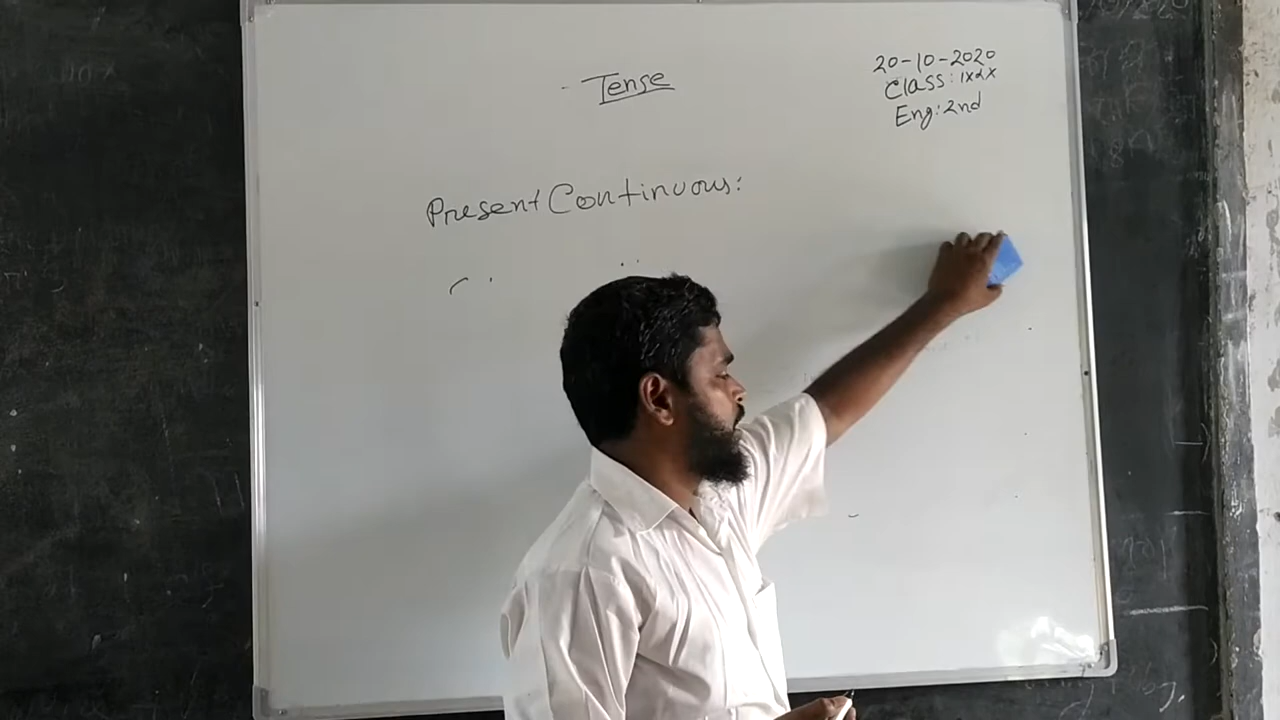 Tense
20-10-2020
Class: IX & X
Eng: 2nd
Present Continuous: